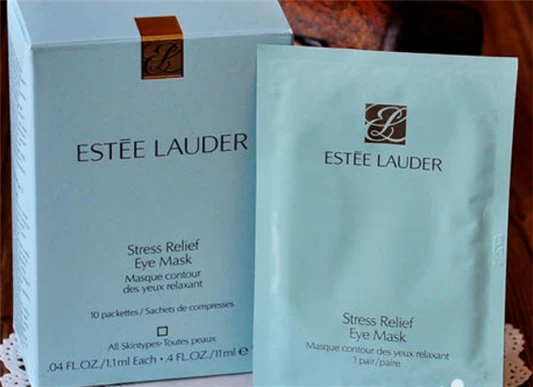 ESTĒE LAUDER
Stress Relief
Eye Mask
Masque contour
des yeux relaxant
10 packettes / Sachets de compresses
All Skintypes • Toutes peaux
.04 FL.OZ./1.1ml Each • .4 FL.OZ/11ml e
ESTĒE LAUDER
Stress Relief
Eye Mask
Masque contour des yeux relaxant
1 pair/paire